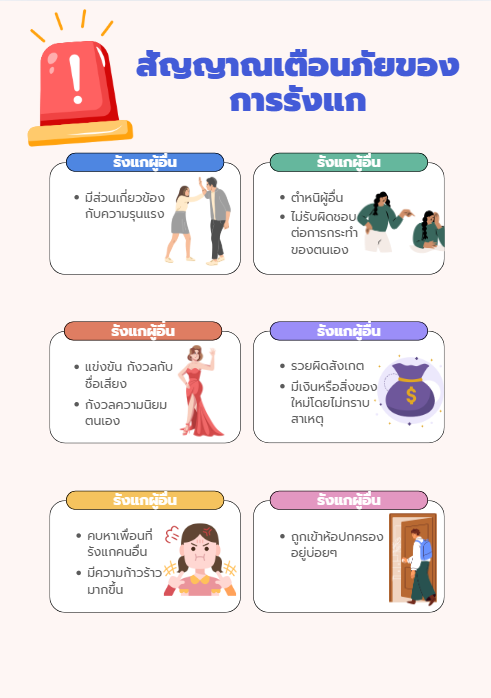 สัญญาณเตือนภัยของ
การรังแก
รังแกผู้อื่น
มีส่วนเกี่ยวข้อง
กับความรุนแรง
รังแกผู้อื่น
ตำหนิผู้อื่น
ไม่รับผิดชอบ
ต่อการกระทำ
ของตนเอง
รังแกผู้อื่น
แข่งขัน กังวลกับ
ชื่อเสียง
กังวลความนิยม
ตนเอง
รังแกผู้อื่น
รวยผิดสังเกต
มีเงินหรือสิ่งของ
ใหม่โดยไม่ทราบ
สาเหตุ
รังแกผู้อื่น
คบหาเพื่อนที่
รังแกคนอื่น
มีความก้าวร้าว
มากขึ้น
รังแกผู้อื่น
ถูกเข้าห้อปกครอง
อยู่บ่อยๆ